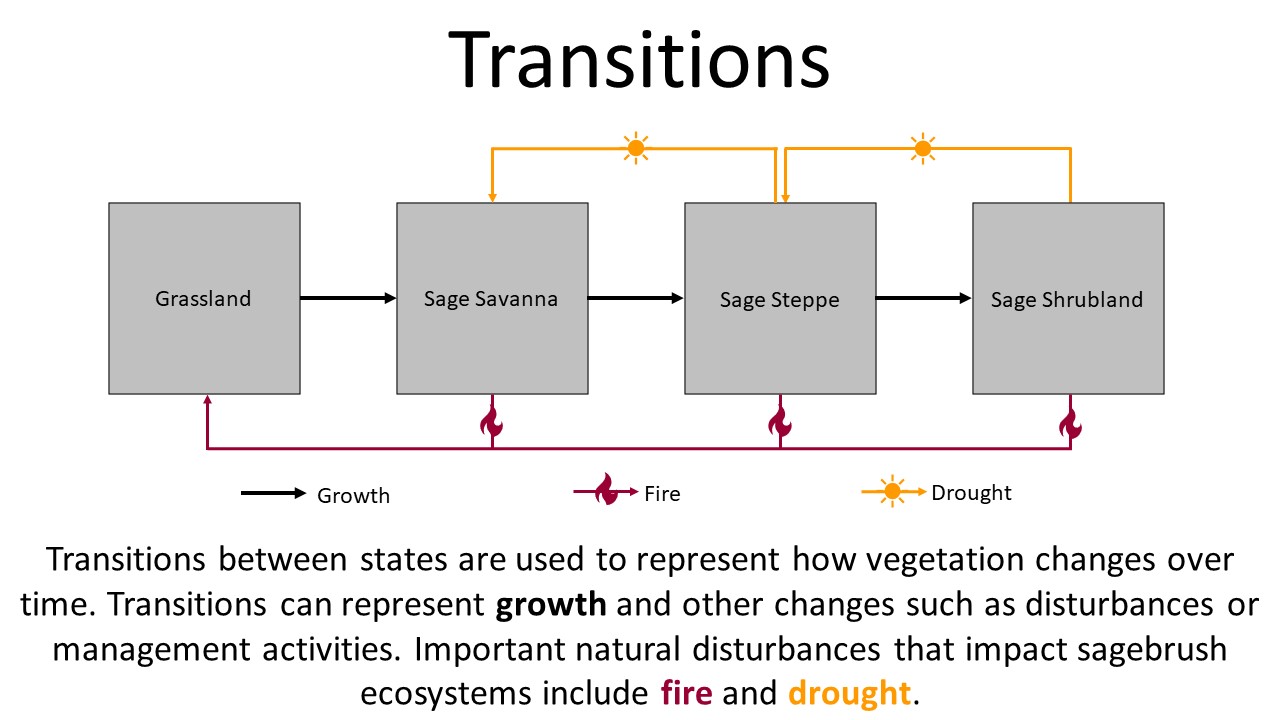 Transitions
Grassland
Sage Savanna
Sage Steppe
Sage Shrubland
Growth
Fire
Drought
Transitions between states are used to represent how vegetation changes over
time. Transitions can represent growth and other changes such as disturbances or
management activities. Important natural disturbances that impact sagebrush
ecosystems include fire and drought.